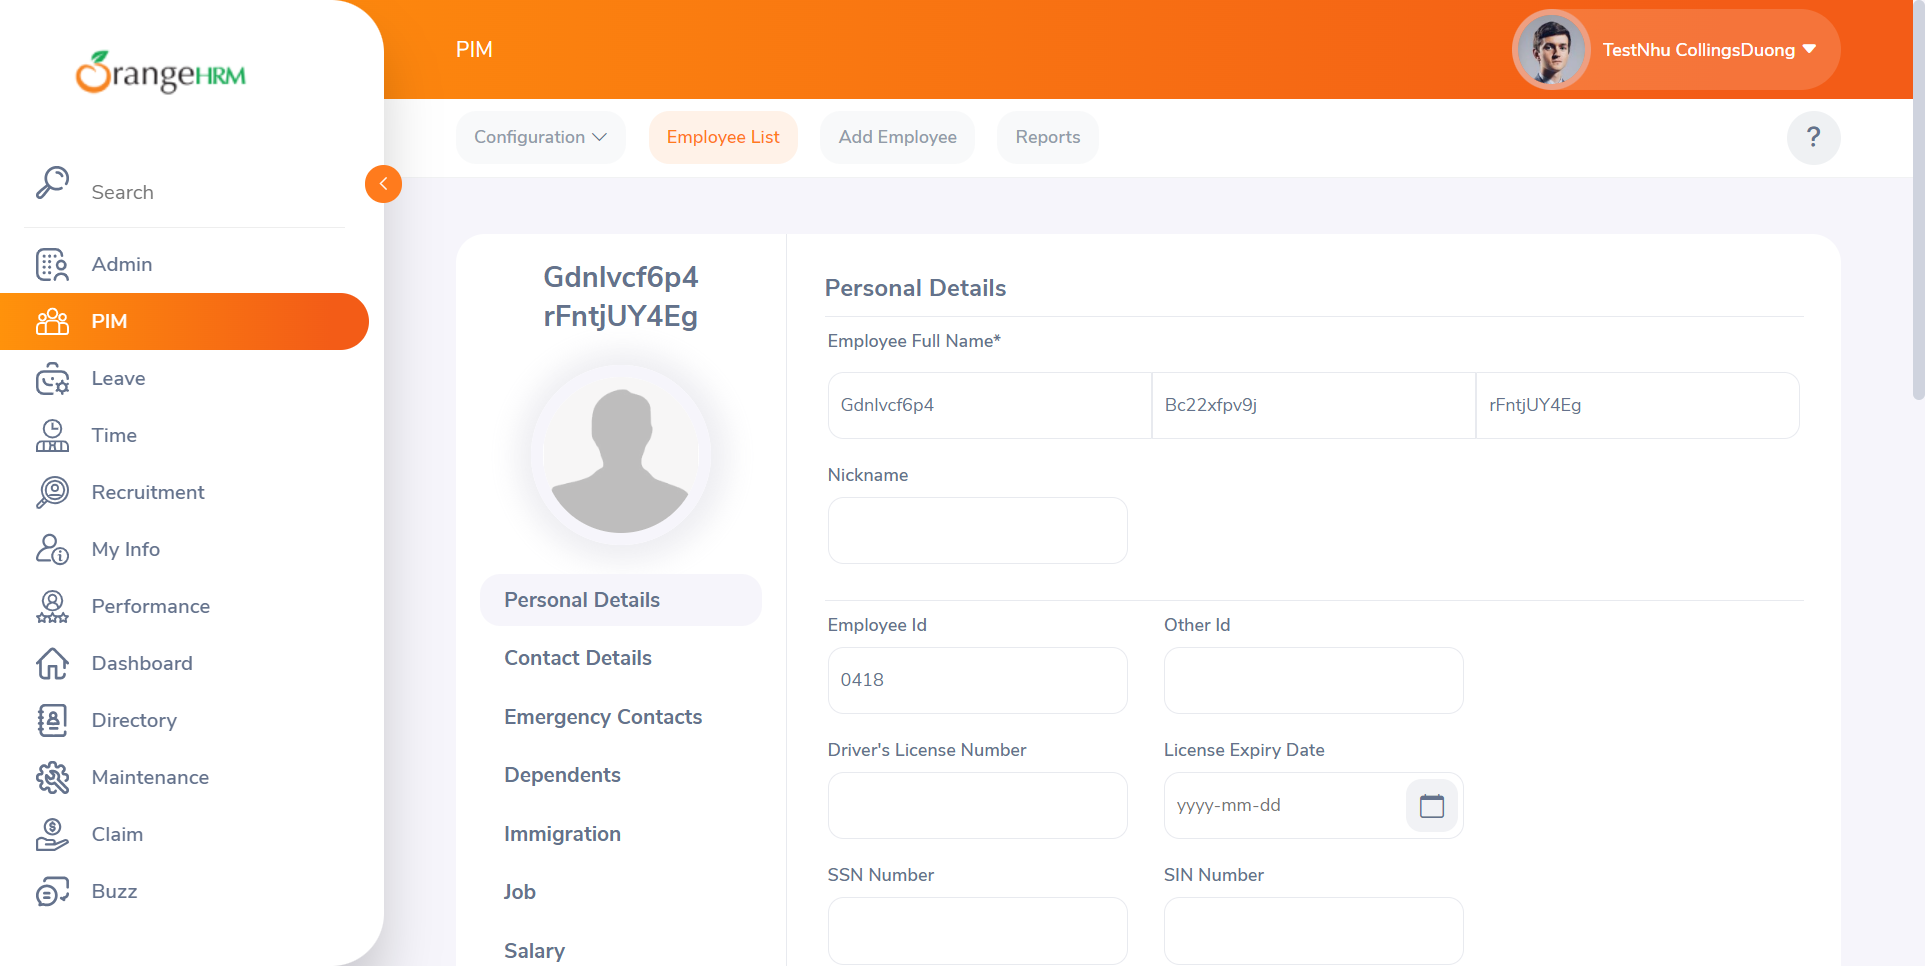 OrangeHRM
PIM
TestNhu CollingsDuong
Configuration
Employee List
Add Employee
Reports
?
Search
Admin
PIM
Leave
Time
Recruitment
My Info
Performance
Dashboard
Directory
Maintenance
Claim
Buzz
Gdnlvcf6p4
rFntjUY4Eg
Personal Details
Contact Details
Emergency Contacts
Dependents
Immigration
Job
Salary
Personal Details
Employee Full Name*
Gdnlvcf6p4 Bc22xfpv9j rFntjUY4Eg
Nickname
Employee Id Other Id
0418
Driver's License Number License Expiry Date
yyyy-mm-dd
SSN Number SIN Number